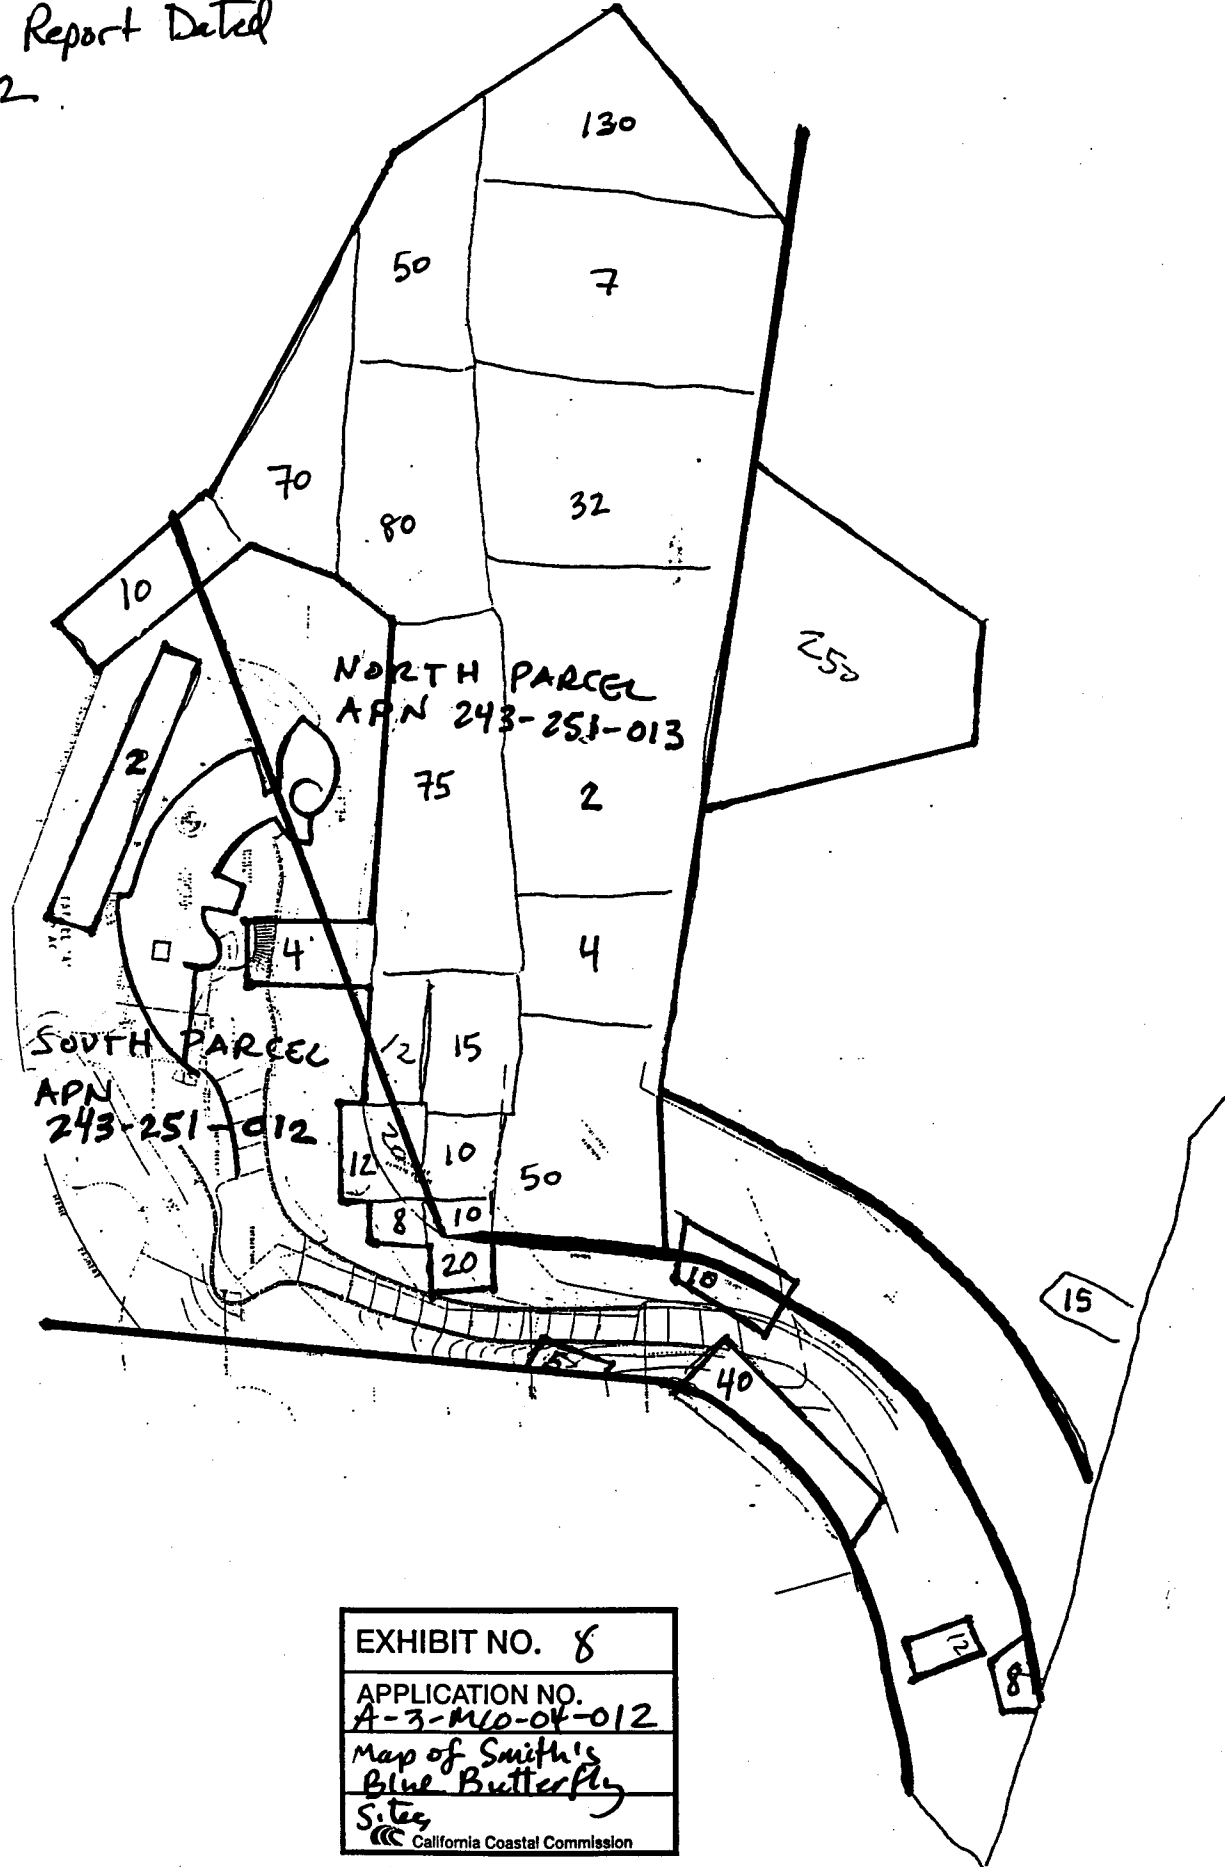 Report Dated
2
130
50
7
70
80
32
10
250
NORTH PARCEL
APN 243-251-013
2
75
2
4
4
SOUTH PARCEL
12
15
APN
243-251-012
12
20
10
50
8
10
20
10
15
5
40
12
8
EXHIBIT NO. 8
APPLICATION NO.
A-3-MCO-04-012
Map of Smith's
Blue Butterfly
Sites
California Coastal Commission